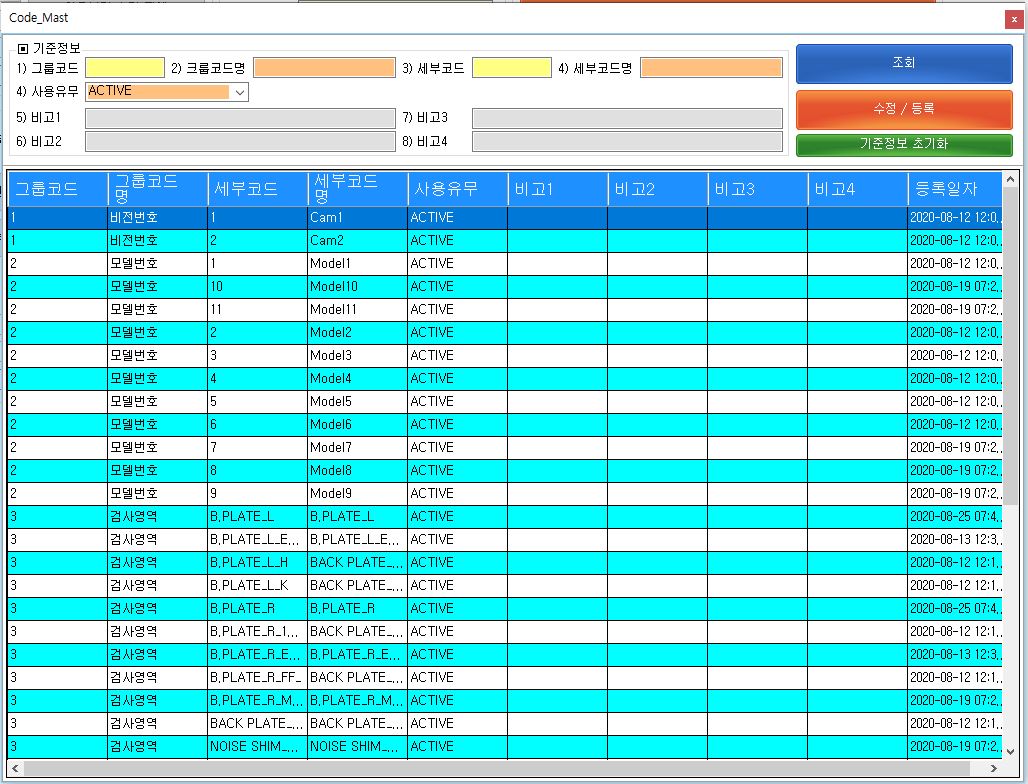 Code_Mast
x
기준정보
1) 그룹코드 2) 크룹코드명 3) 세부코드 4) 세부코드명
조회
4) 사용유무 ACTIVE
수정 / 등록
5) 비고1 7) 비고3
6) 비고2 8) 비고4
기준정보 초기화
그룹코드 그룹코드명 세부코드 세부코드명 사용유무 비고1 비고2 비고3 비고4 등록일자
1 비전번호 1 Cam1 ACTIVE 2020-08-12 12:0...
1 비전번호 2 Cam2 ACTIVE 2020-08-12 12:0...
2 모델번호 1 Model1 ACTIVE 2020-08-12 12:0...
2 모델번호 10 Model10 ACTIVE 2020-08-19 07:2...
2 모델번호 11 Model11 ACTIVE 2020-08-19 07:2...
2 모델번호 2 Model2 ACTIVE 2020-08-12 12:0...
2 모델번호 3 Model3 ACTIVE 2020-08-12 12:0...
2 모델번호 4 Model4 ACTIVE 2020-08-12 12:0...
2 모델번호 5 Model5 ACTIVE 2020-08-12 12:0...
2 모델번호 6 Model6 ACTIVE 2020-08-12 12:0...
2 모델번호 7 Model7 ACTIVE 2020-08-19 07:2...
2 모델번호 8 Model8 ACTIVE 2020-08-19 07:2...
2 모델번호 9 Model9 ACTIVE 2020-08-19 07:2...
3 검사영역 B.PLATE_L B.PLATE_L ACTIVE 2020-08-25 07:4...
3 검사영역 B.PLATE_L_E... B.PLATE_L_E... ACTIVE 2020-08-13 12:3...
3 검사영역 B.PLATE_L_H BACK PLATE_... ACTIVE 2020-08-12 12:1...
3 검사영역 B.PLATE_L_K BACK PLATE_... ACTIVE 2020-08-12 12:1...
3 검사영역 B.PLATE_R B.PLATE_R ACTIVE 2020-08-25 07:4...
3 검사영역 B.PLATE_R_1... BACK PLATE_... ACTIVE 2020-08-12 12:1...
3 검사영역 B.PLATE_R_E... B.PLATE_R_E... ACTIVE 2020-08-13 12:3...
3 검사영역 B.PLATE_R_FF_ BACK PLATE_... ACTIVE 2020-08-12 12:1...
3 검사영역 B.PLATE_R_M... B.PLATE_R_M... ACTIVE 2020-08-19 07:2...
3 검사영역 BACK PLATE_... BACK PLATE_... ACTIVE 2020-08-12 12:1...
3 검사영역 NOISE SHIM_... NOISE SHIM_... ACTIVE 2020-08-19 07:2...